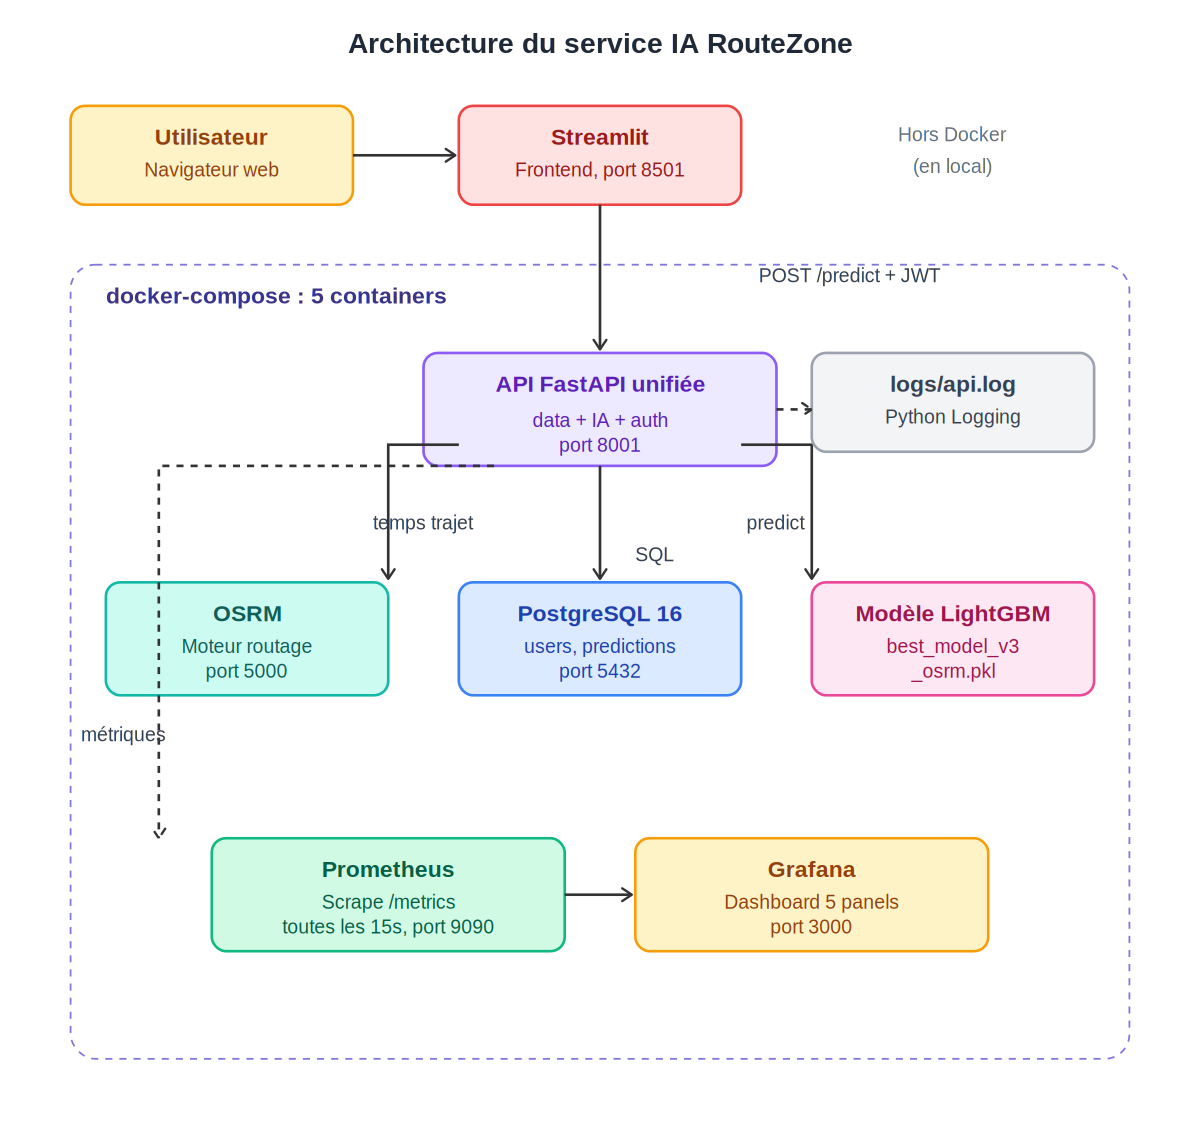 Architecture du service IA RouteZone
Utilisateur
Navigateur web
Streamlit
Frontend, port 8501
Hors Docker
(en local)
POST /predict + JWT
docker-compose : 5 containers
API FastAPI unifiée
data + IA + auth
port 8001
logs/api.log
Python Logging
temps trajet
SQL
predict
OSRM
Moteur routage
port 5000
PostgreSQL 16
users, predictions
port 5432
Modèle LightGBM
best_model_v3
_osrm.pkl
métriques
Prometheus
Scrape /metrics
toutes les 15s, port 9090
Grafana
Dashboard 5 panels
port 3000